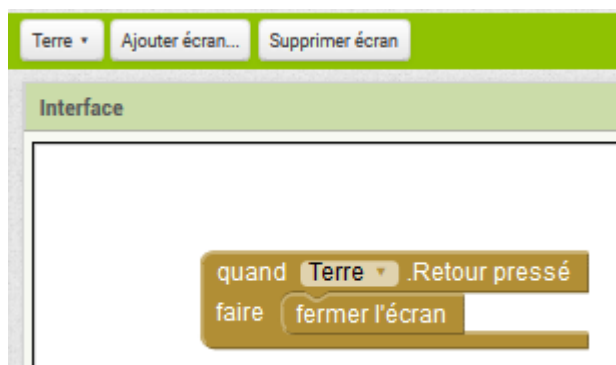 Terre Ajouter écran... Supprimer écran
Interface
quand Terre .Retour pressé
faire fermer l'écran